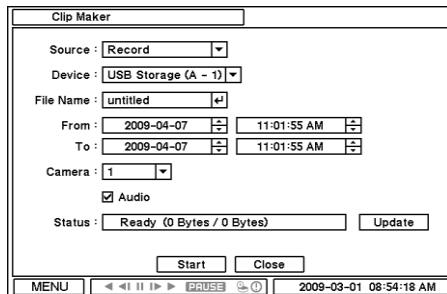 Clip Maker
Source : Record
Device : USB Storage (A - 1)
File Name : untitled
From : 2009-04-07 11:01:55 AM
To : 2009-04-07 11:01:55 AM
Camera : 1
Audio
Status : Ready (0 Bytes / 0 Bytes) Update
Start Close
MENU PAUSE 2009-03-01 08:54:18 AM